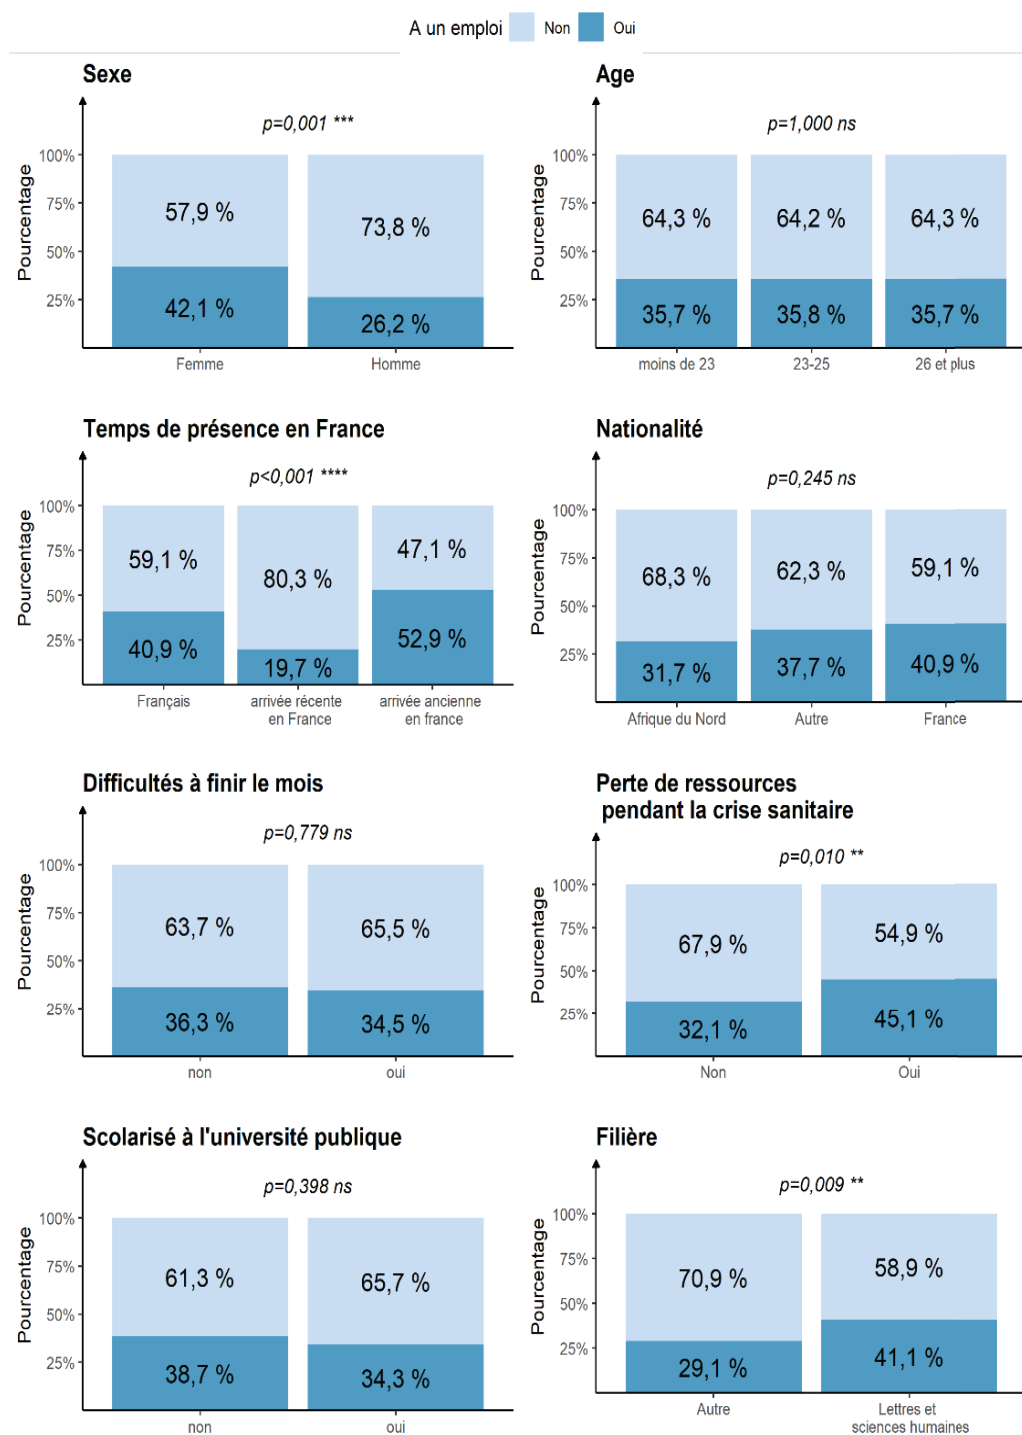 A un emploi Non Oui
Sexe
p=0,001 ***
Pourcentage
100%
75%
50%
25%
57,9 %
73,8 %
42,1 %
26,2 %
Femme
Homme
Age
p=1,000 ns
Pourcentage
100%
75%
50%
25%
64,3 %
64,2 %
64,3 %
35,7 %
35,8 %
35,7 %
moins de 23
23-25
26 et plus
Temps de présence en France
p<0,001 ****
Pourcentage
100%
75%
50%
25%
59,1 %
80,3 %
47,1 %
40,9 %
19,7 %
52,9 %
Français
arrivée récente
en France
arrivée ancienne
en france
Nationalité
p=0,245 ns
Pourcentage
100%
75%
50%
25%
68,3 %
62,3 %
59,1 %
31,7 %
37,7 %
40,9 %
Afrique du Nord
Autre
France
Difficultés à finir le mois
p=0,779 ns
Pourcentage
100%
75%
50%
25%
63,7 %
65,5 %
36,3 %
34,5 %
non
oui
Perte de ressources
pendant la crise sanitaire
p=0,010 **
Pourcentage
100%
75%
50%
25%
67,9 %
54,9 %
32,1 %
45,1 %
Non
Oui
Scolarisé à l'université publique
p=0,398 ns
Pourcentage
100%
75%
50%
25%
61,3 %
65,7 %
38,7 %
34,3 %
non
oui
Filière
p=0,009 **
Pourcentage
100%
75%
50%
25%
70,9 %
58,9 %
29,1 %
41,1 %
Autre
Lettres et
sciences humaines